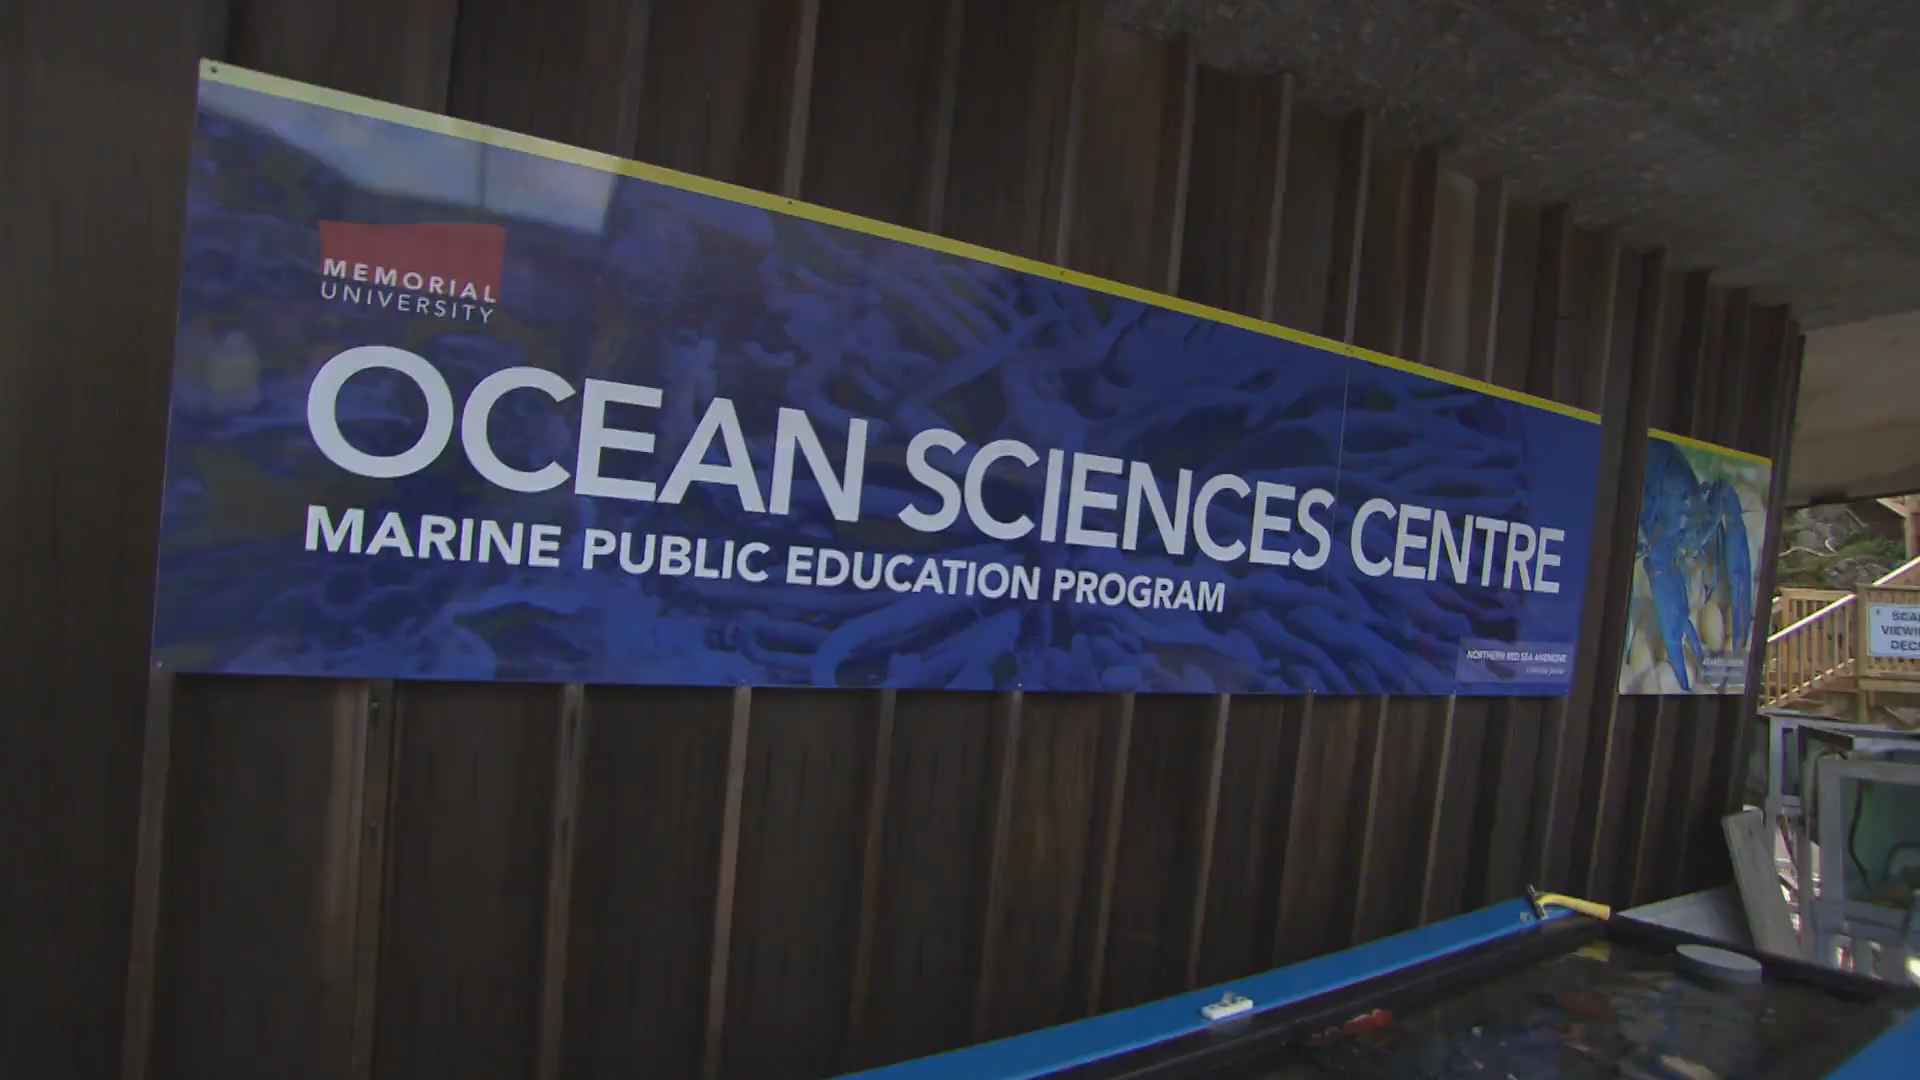 MEMORIAL
UNIVERSITY
OCEAN SCIENCES CENTRE
MARINE PUBLIC EDUCATION PROGRAM
NORTHERN RED SEA ANEMONE